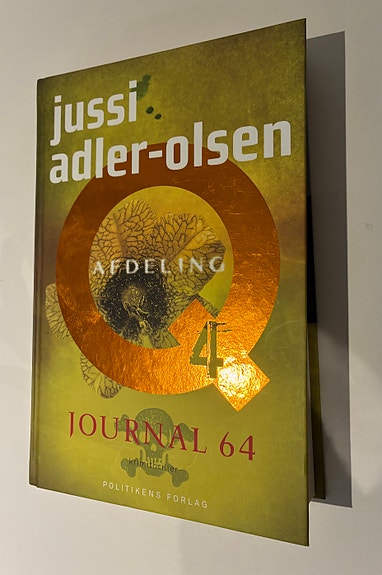 jussi
adler-olsen
AFDELING
Q
4
JOURNAL 64
krimithriller
POLITIKENS FORLAG